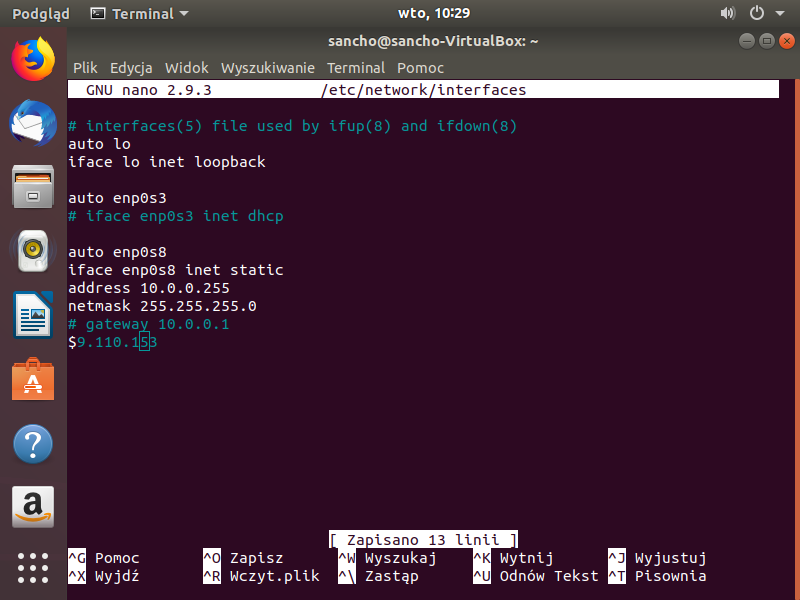 Podgląd Terminal wto, 10:29
sancho@sancho-VirtualBox: ~
Plik Edycja Widok Wyszukiwanie Terminal Pomoc
GNU nano 2.9.3 /etc/network/interfaces
# interfaces(5) file used by ifup(8) and ifdown(8)
auto lo
iface lo inet loopback
auto enp0s3
# iface enp0s3 inet dhcp
auto enp0s8
iface enp0s8 inet static
address 10.0.0.255
netmask 255.255.255.0
# gateway 10.0.0.1
$9.110.153
[ Zapisano 13 linii ]
^G Pomoc ^O Zapisz ^W Wyszukaj ^K Wytnij ^J Wyjustuj
^X Wyjdź ^R Wczyt.plik ^\ Zastąp ^U Odnów Tekst ^T Pisownia